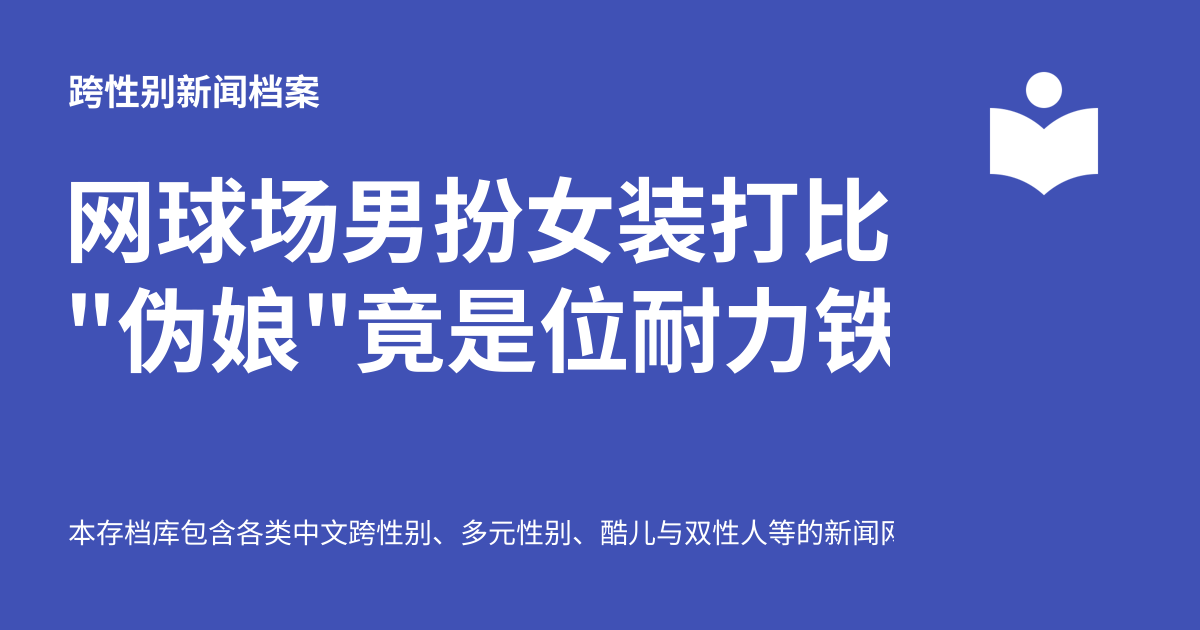 跨性别新闻档案
网球场男扮女装打比
"伪娘"竟是位耐力铁
本存档库包含各类中文跨性别、多元性别、酷儿与双性人等的新闻网